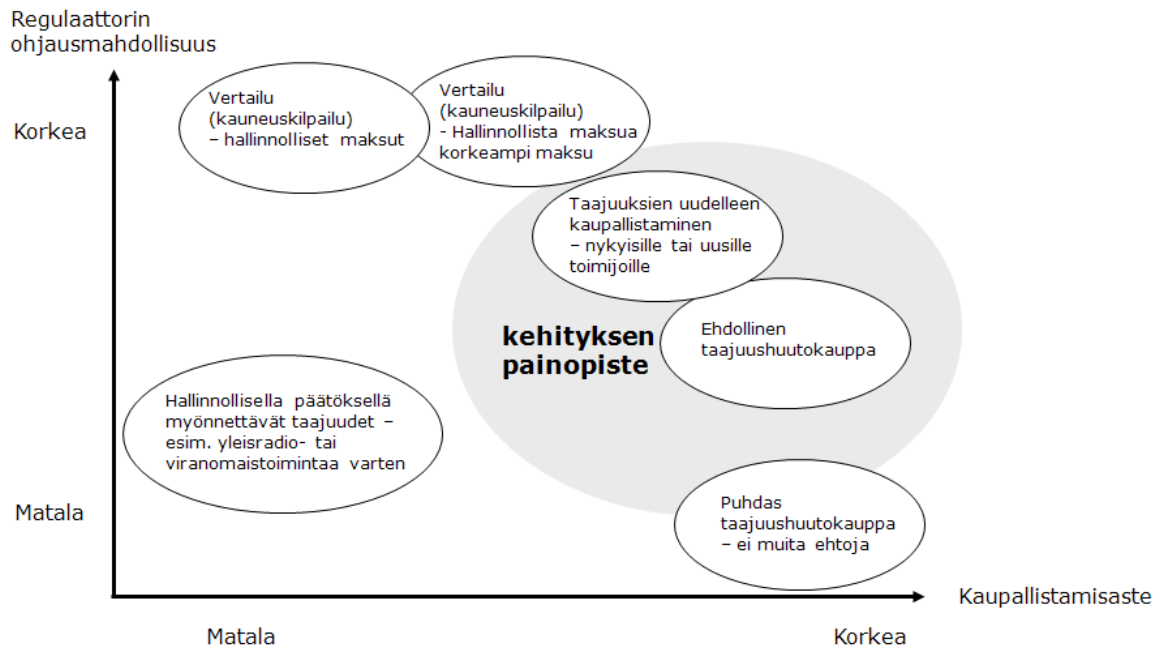 Regulaattorin
ohjausmahdollisuus
Korkea
Vertailu
(kauneuskilpailu)
– hallinnolliset maksut
Vertailu
(kauneuskilpailu)
- Hallinnollista maksua
korkeampi maksu
Taajuuksien uudelleen
kaupallistaminen
– nykyisille tai uusille
toimijoille
kehityksen
painopiste
Ehdollinen
taajuushuutokauppa
Hallinnollisella päätöksellä
myönnettävät taajuudet –
esim. yleisradio- tai
viranomaistoimintaa varten
Matala
Puhdas
taajuushuutokauppa
– ei muita ehtoja
Kaupallistamisaste
Matala
Korkea